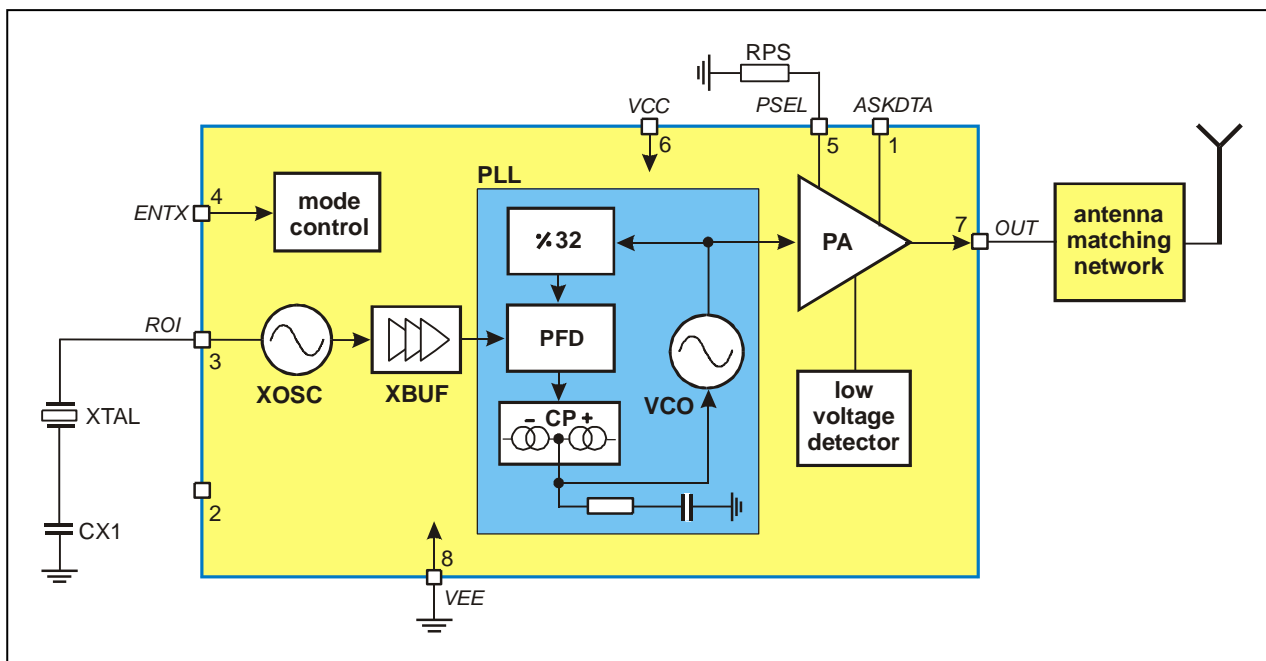 RPS
VCC
PSEL
ASKDTA
6
5
1
PLL
ENTX
4
mode
control
٪32
PA
7
OUT
antenna
matching
network
ROI
3
XOSC
XBUF
PFD
VCO
low
voltage
detector
XTAL
- CP +
2
CX1
8
VEE